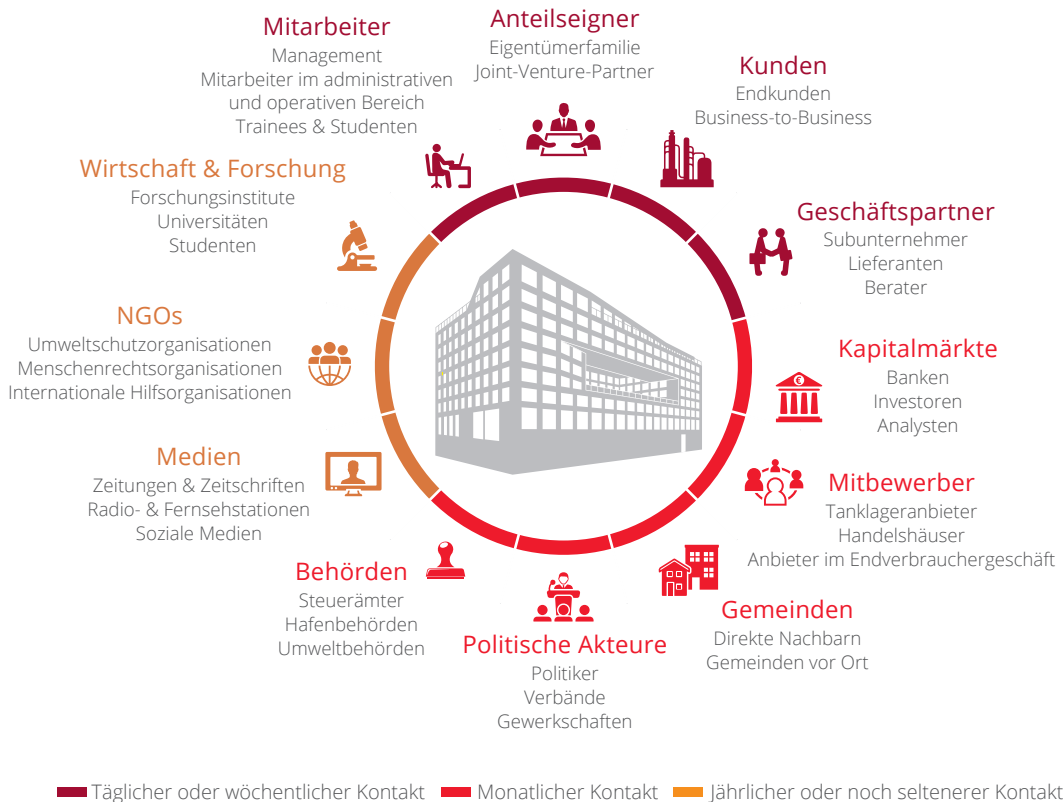 Mitarbeiter
Management
Mitarbeiter im administrativen
und operativen Bereich
Trainees & Studenten
Anteilseigner
Eigentümerfamilie
Joint-Venture-Partner
Kunden
Endkunden
Business-to-Business
Geschäftspartner
Subunternehmer
Lieferanten
Berater
Kapitalmärkte
Banken
Investoren
Analysten
Mitbewerber
Tanklageranbieter
Handelshäuser
Anbieter im Endverbrauchergeschäft
Gemeinden
Direkte Nachbarn
Gemeinden vor Ort
Politische Akteure
Politiker
Verbände
Gewerkschaften
Behörden
Steuerämter
Hafenbehörden
Umweltbehörden
Medien
Zeitungen & Zeitschriften
Radio- & Fernsehstationen
Soziale Medien
NGOs
Umweltschutzorganisationen
Menschenrechtsorganisationen
Internationale Hilfsorganisationen
Wirtschaft & Forschung
Forschungsinstitute
Universitäten
Studenten
€
Täglicher oder wöchentlicher Kontakt
Monatlicher Kontakt
Jährlicher oder noch seltenerer Kontakt